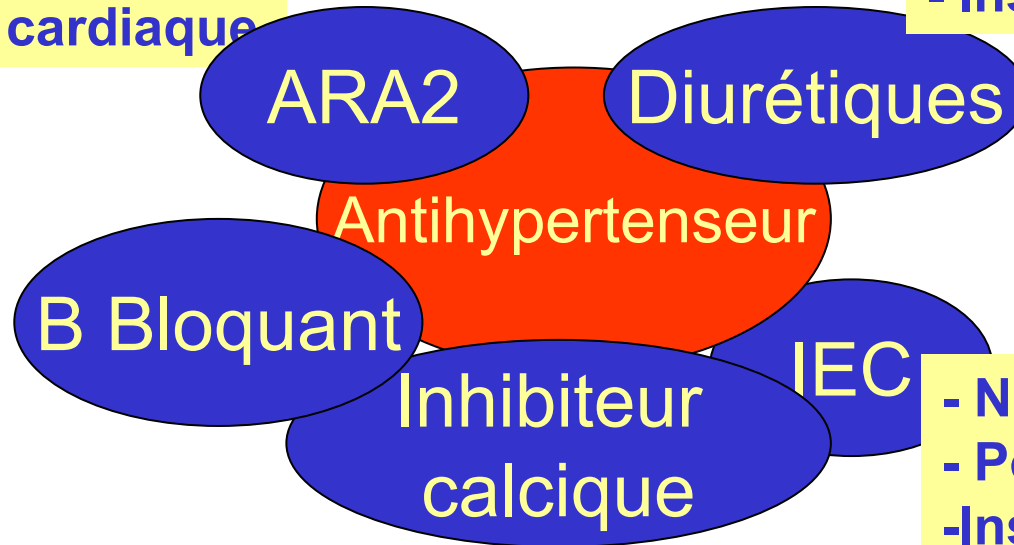 cardiaque
ARA2
Diurétiques
Antihypertenseur
B Bloquant
IEC
Inhibiteur
calcique